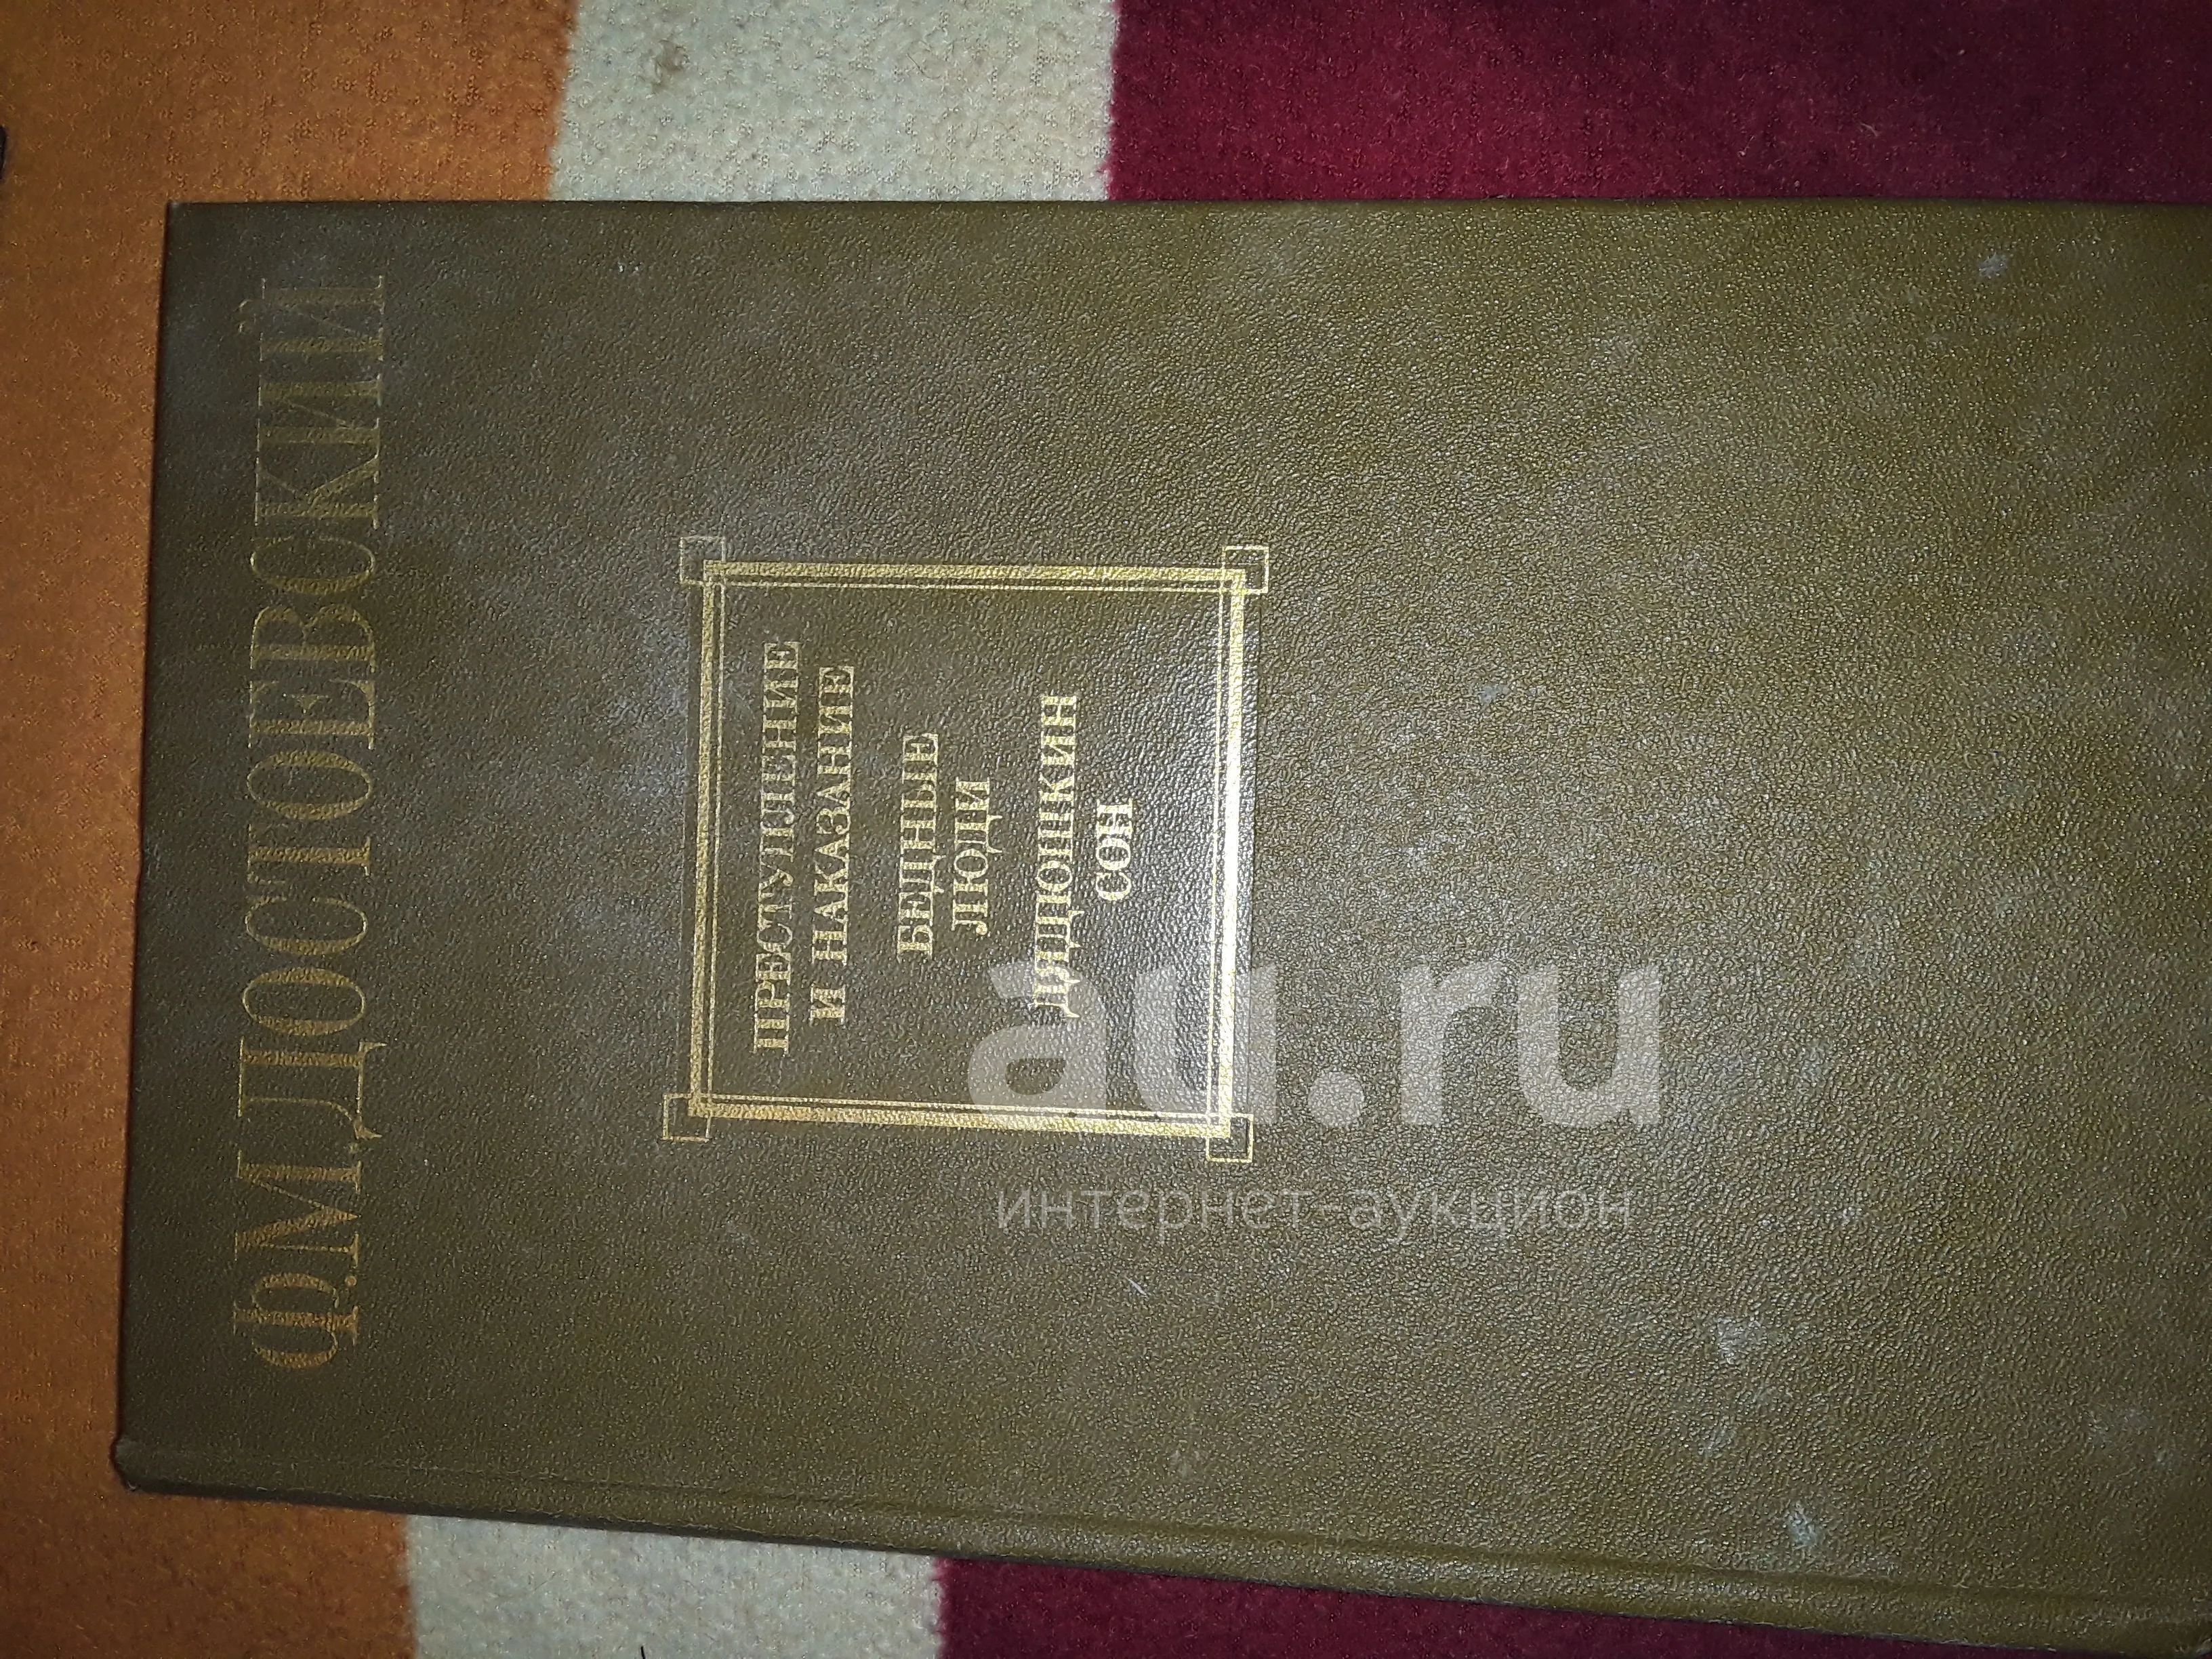 Ф.М.ДОСТОЕВСКИЙ
ПРЕСТУПЛЕНИЕ
И НАКАЗАНИЕ
БЕДНЫЕ
ЛЮДИ
ДЯДЮШКИН
СОН
au.ru
интернет-аукцион